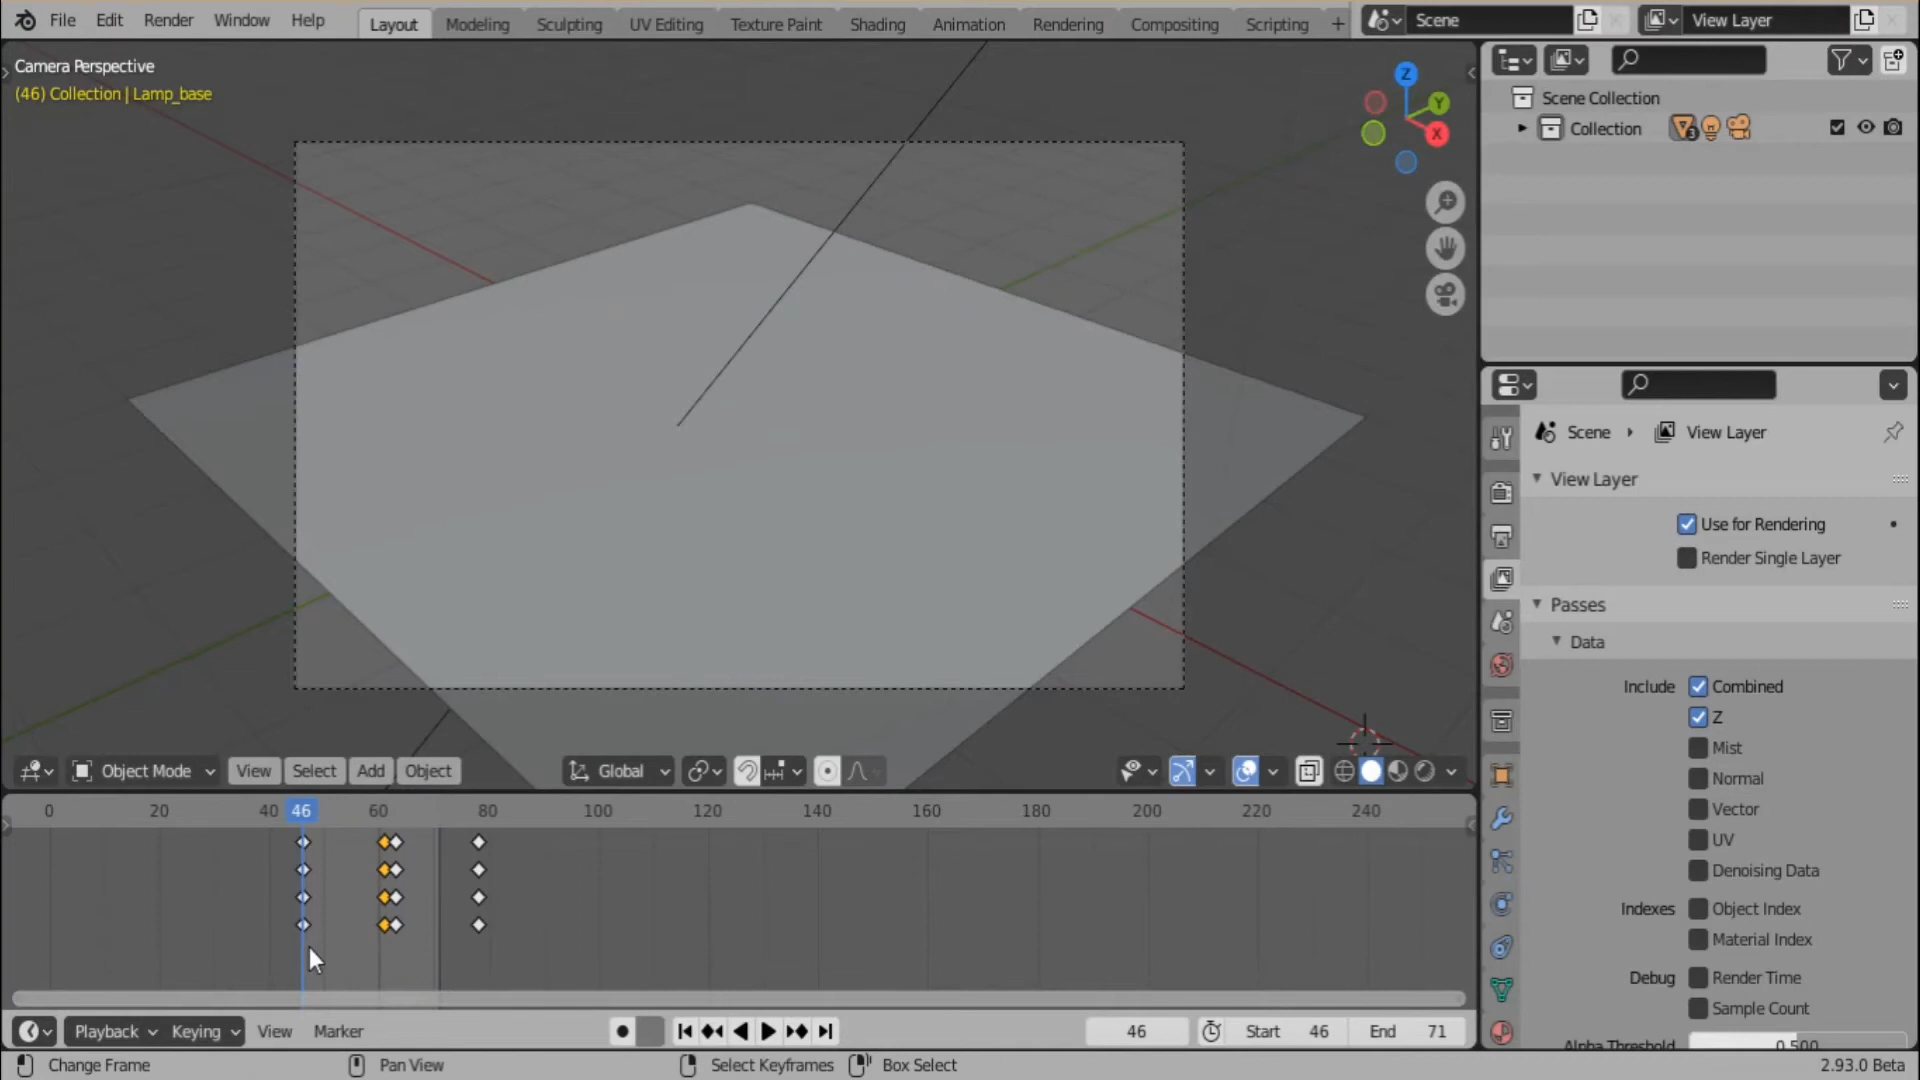 File Edit Render Window Help Layout Modeling Sculpting UV Editing Texture Paint Shading Animation Rendering Compositing Scripting + Scene View Layer
Camera Perspective
(46) Collection | Lamp_base
Z
Y
X
Scene Collection
Collection 3
Scene View Layer
View Layer
Use for Rendering
Render Single Layer
Passes
Data
Include Combined
Z
Mist
Normal
Vector
UV
Denoising Data
Indexes Object Index
Material Index
Debug Render Time
Sample Count
Alpha Threshold 0.500
Object Mode View Select Add Object Global
0 20 40 46 60 80 100 120 140 160 180 200 220 240
Playback Keying View Marker 46 Start 46 End 71
Change Frame Pan View Select Keyframes Box Select 2.93.0 Beta